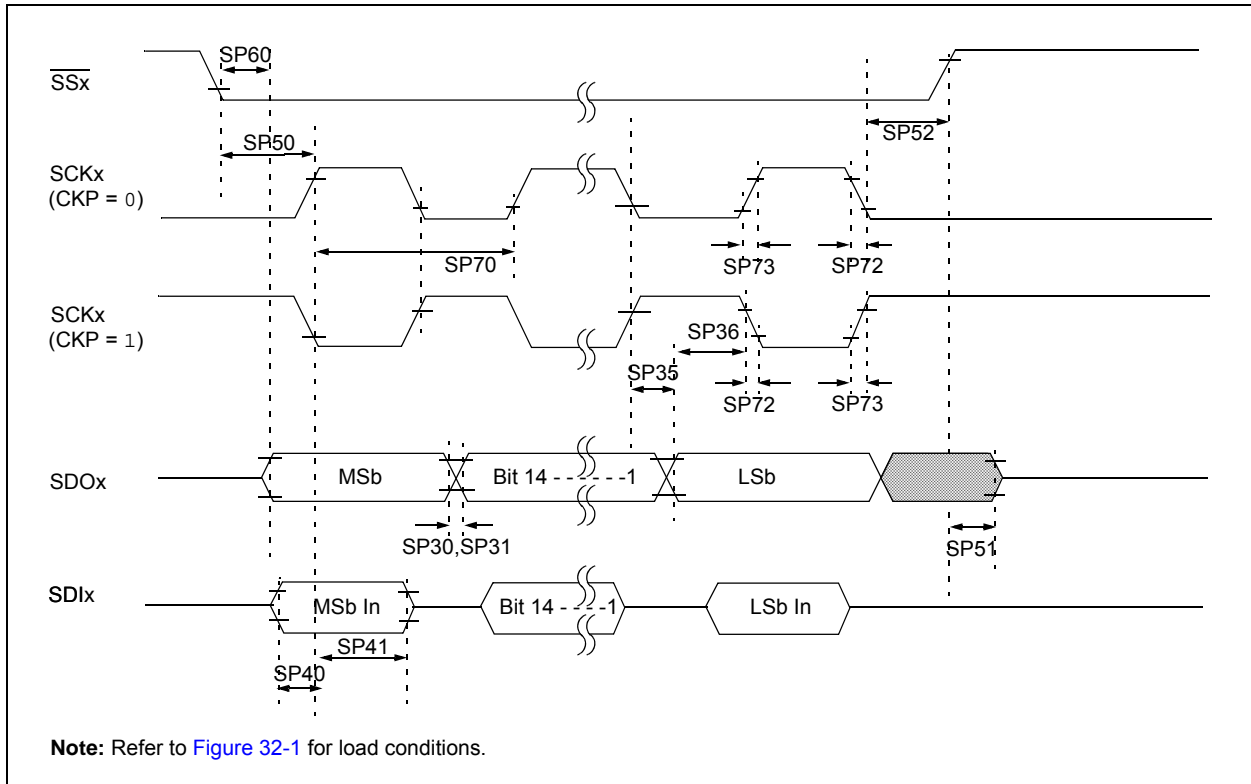 SP60
SSx
SP50
SP52
SCKx
(CKP = 0)
SP70
SP73
SP72
SCKx
(CKP = 1)
SP36
SP35
SP72
SP73
SDOx
MSb
Bit 14 - - - - - -1
LSb
SP30,SP31
SP51
SDIx
MSb In
Bit 14 - - - -1
LSb In
SP41
SP40
Note: Refer to Figure 32-1 for load conditions.